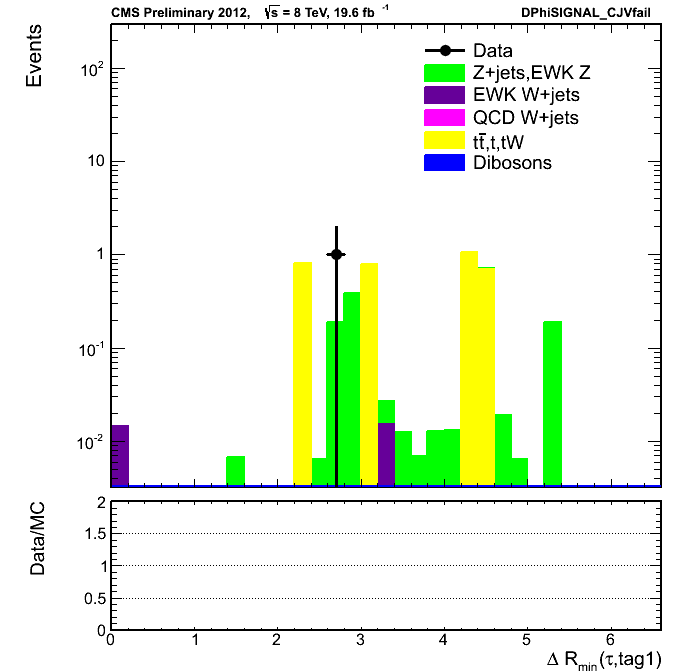 CMS Preliminary 2012, √s = 8 TeV, 19.6 fb⁻¹ DPhiSIGNAL_CJVfail
Events
10²
10
1
10⁻¹
10⁻²
Data
Z+jets,EWK Z
EWK W+jets
QCD W+jets
tt̅,t,tW
Dibosons
Data/MC
2
1.5
1
0.5
0
0 1 2 3 4 5 6
Δ R_min(τ,tag1)